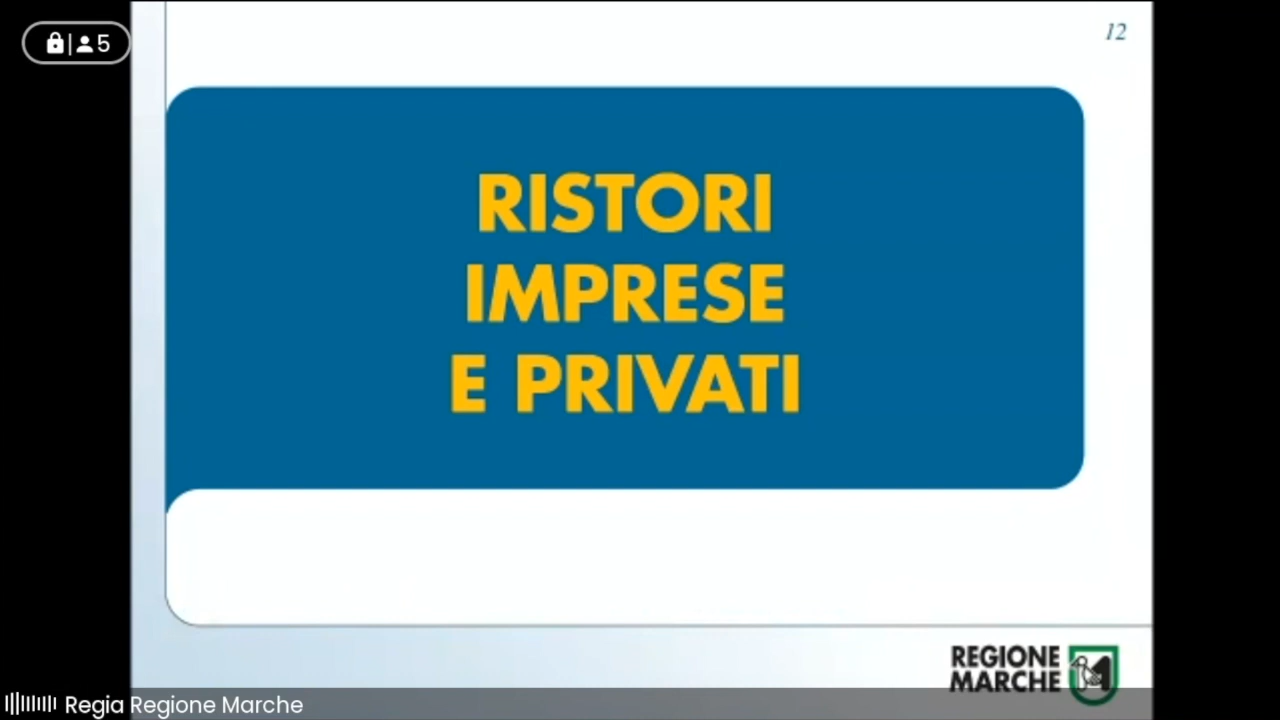 5
12
RISTORI
IMPRESE
E PRIVATI
REGIONE
MARCHE
Regia Regione Marche